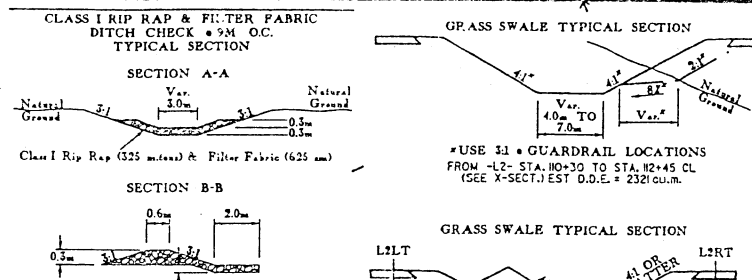 CLASS I RIP RAP & FILTER FABRIC
DITCH CHECK @ 9M O.C.
TYPICAL SECTION
SECTION A-A
Var.
3.0m
Natural
Ground
3:1
3:1
Natural
Ground
0.3m
0.3m
Class I Rip Rap (325 m.tons) & Filter Fabric (625 sm)
SECTION B-B
0.6m
2.0m
0.3m
3:1
3:1
GRASS SWALE TYPICAL SECTION
4:1*
4:1*
2:1*
8%*
Natural
Ground
Var.
4.0m TO
7.0m
Var.*
*USE 3:1 @ GUARDRAIL LOCATIONS
FROM -L2- STA. 110+30 TO STA. 112+45 CL
(SEE X-SECT.) EST D.D.E. = 2321 cu.m.
GRASS SWALE TYPICAL SECTION
L2LT
L2RT
4:1 OR